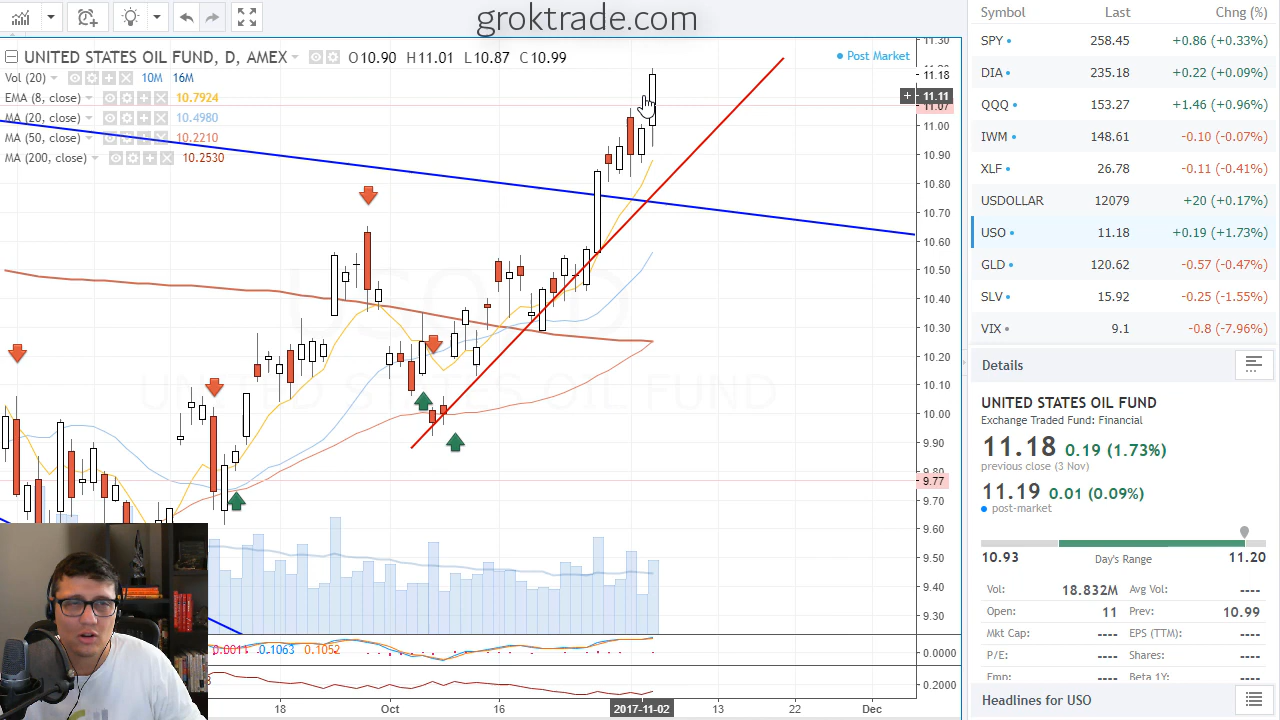 groktrade.com
UNITED STATES OIL FUND, D, AMEX O10.90 H11.01 L10.87 C10.99
Post Market
Vol (20) 10M 16M
EMA (8, close) 10.7924
MA (20, close) 10.4980
MA (50, close) 10.2210
MA (200, close) 10.2530
11.30
11.18
11.11
11.07
11.00
10.90
10.80
10.70
10.60
10.50
10.40
10.30
10.20
10.10
10.00
9.90
9.80
9.77
9.70
9.60
9.50
9.40
9.30
UNITED STATES OIL FUND
0.0011 0.1063 0.1052
0.0000
0.2000
18 Oct 16 2017-11-02 13 22 Dec
Symbol Last Chng (%)
SPY 258.45 +0.86 (+0.33%)
DIA 235.18 +0.22 (+0.09%)
QQQ 153.27 +1.46 (+0.96%)
IWM 148.61 -0.10 (-0.07%)
XLF 26.78 -0.11 (-0.41%)
USDOLLAR 12079 +20 (+0.17%)
USO 11.18 +0.19 (+1.73%)
GLD 120.62 -0.57 (-0.47%)
SLV 15.92 -0.25 (-1.55%)
VIX 9.1 -0.8 (-7.96%)
Details
UNITED STATES OIL FUND
Exchange Traded Fund: Financial
11.18 0.19 (1.73%)
previous close (3 Nov)
11.19 0.01 (0.09%)
post-market
10.93 Day's Range 11.20
Vol: 18.832M Avg Vol: ----
Open: 11 Prev: 10.99
Mkt Cap: ---- EPS (TTM): ----
P/E: ---- Shares: ----
Emp: ---- Beta 1Y: ----
Headlines for USO